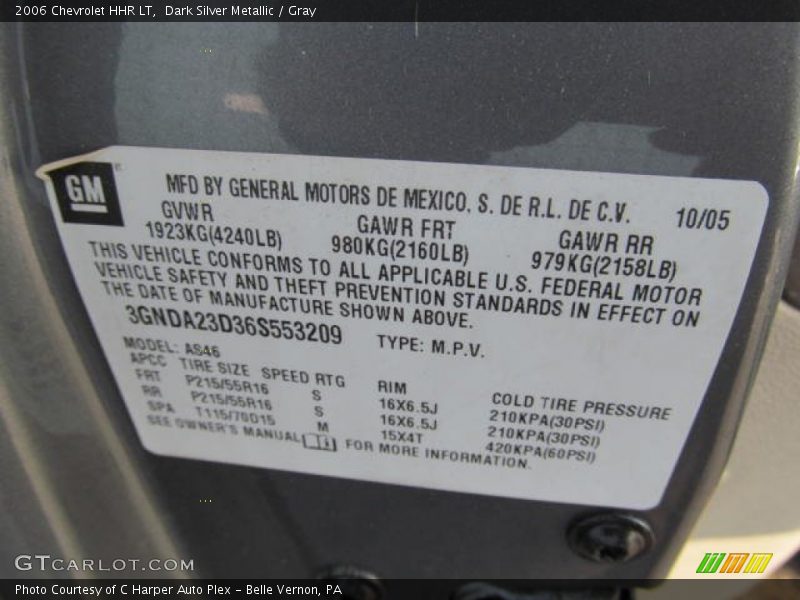 2006 Chevrolet HHR LT,  Dark Silver Metallic / Gray
GM
MFD BY GENERAL MOTORS DE MEXICO, S. DE R.L. DE C.V. 10/05
GVWR GAWR FRT GAWR RR
1923KG(4240LB) 980KG(2160LB) 979KG(2158LB)
THIS VEHICLE CONFORMS TO ALL APPLICABLE U.S. FEDERAL MOTOR
VEHICLE SAFETY AND THEFT PREVENTION STANDARDS IN EFFECT ON
THE DATE OF MANUFACTURE SHOWN ABOVE.
3GNDA23D36S553209 TYPE: M.P.V.
MODEL: AS46
APCC TIRE SIZE SPEED RTG RIM COLD TIRE PRESSURE
FRT P215/55R16 S 16X6.5J 210KPA(30PSI)
RR P215/55R16 S 16X6.5J 210KPA(30PSI)
SPA T115/70D15 M 15X4T 420KPA(60PSI)
SEE OWNER'S MANUAL FOR MORE INFORMATION.
GTCARLOT.COM
Photo Courtesy of C Harper Auto Plex – Belle Vernon, PA